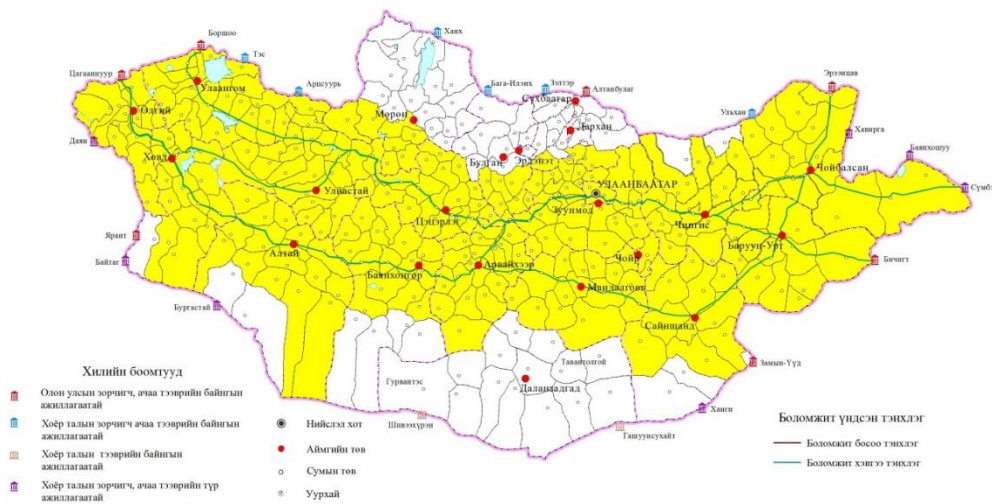 Ханх
Боршоо
Тэс
Цагааннуур
Арцсуурь
Бага-Илэнх
Зэлтэр
Алтанбулаг
Эрээнцав
Улаангом
Сүхбаатар
Өлгий
Мөрөн
Ульхан
Дархан
Хавирга
Даян
Баянхошуу
Ховд
Булган
Эрдэнэт
Чойбалсан
Улиастай
УЛААНБААТАР
Сүмбэ
Цэцэрлэг
Зуунмод
Чингис
Ярант
Баруун-Урт
Алтай
Чойр
Байтаг
Баянхонгор
Арвайхээр
Бичигт
Мандалговь
Бургастай
Сайншанд
Хилийн боомтууд
Замын-Үүд
Тавантолгой
Гурвантэс
Даланзадгад
Олон улсын зорчигч, ачаа тээврийн байнгын
ажиллагаатай
Ханги
Шивээхүрэн
Гашуунсухайт
Боломжит үндсэн тэнхлэг
Хоёр талын зорчигч ачаа тээврийн байнгын
ажиллагаатай
Нийслэл хот
Боломжит босоо тэнхлэг
Аймгийн төв
Хоёр талын тээврийн байнгын
ажиллагаатай
Боломжит хэвтээ тэнхлэг
Сумын төв
Хоёр талын зорчигч, ачаа тээврийн түр
ажиллагаатай
Уурхай